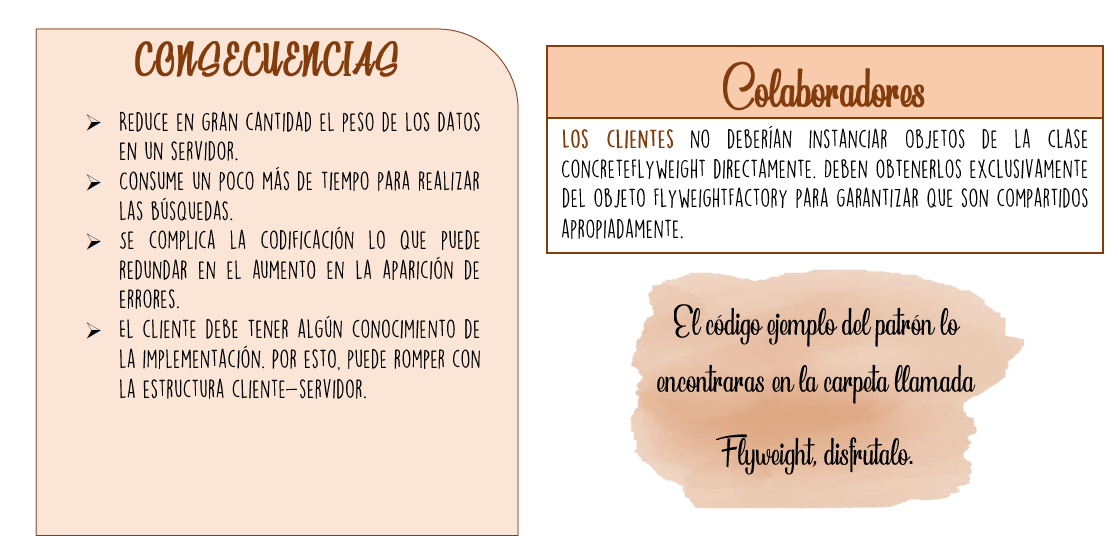 CONSECUENCIAS
➢ REDUCE EN GRAN CANTIDAD EL PESO DE LOS DATOS
EN UN SERVIDOR.
➢ CONSUME UN POCO MÁS DE TIEMPO PARA REALIZAR
LAS BÚSQUEDAS.
➢ SE COMPLICA LA CODIFICACIÓN LO QUE PUEDE
REDUNDAR EN EL AUMENTO EN LA APARICIÓN DE
ERRORES.
➢ EL CLIENTE DEBE TENER ALGÚN CONOCIMIENTO DE
LA IMPLEMENTACIÓN. POR ESTO, PUEDE ROMPER CON
LA ESTRUCTURA CLIENTE-SERVIDOR.
Colaboradores
LOS CLIENTES NO DEBERÍAN INSTANCIAR OBJETOS DE LA CLASE
CONCRETEFLYWEIGHT DIRECTAMENTE. DEBEN OBTENERLOS EXCLUSIVAMENTE
DEL OBJETO FLYWEIGHTFACTORY PARA GARANTIZAR QUE SON COMPARTIDOS
APROPIADAMENTE.
El código ejemplo del patrón lo
encontraras en la carpeta llamada
Flyweight, disfrútalo.